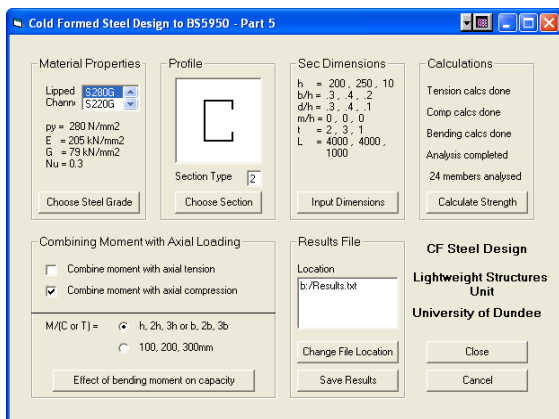 Cold Formed Steel Design to BS5950 - Part 5
Material Properties
Lipped
Channe
S280G
S220G
py = 280 N/mm2
E = 205 kN/mm2
G = 79 kN/mm2
Nu = 0.3
Choose Steel Grade
Profile
Section Type 2
Choose Section
Sec Dimensions
h = 200 , 250 , 10
b/h = .3 , .4 , .2
d/h = .3 , .4 , .1
m/h = 0 , 0 , 0
t = 2 , 3 , 1
L = 4000 , 4000 ,
1000
Input Dimensions
Calculations
Tension calcs done
Comp calcs done
Bending calcs done
Analysis completed
24 members analysed
Calculate Strength
Combining Moment with Axial Loading
Combine moment with axial tension
Combine moment with axial compression
M/(C or T) =
h, 2h, 3h or b, 2b, 3b
100, 200, 300mm
Effect of bending moment on capacity
Results File
Location
b:/Results.txt
Change File Location
Save Results
CF Steel Design
Lightweight Structures
Unit
University of Dundee
Close
Cancel